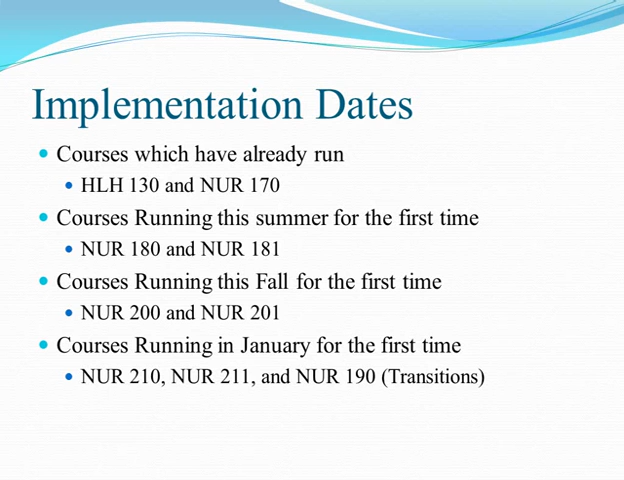 Implementation Dates
Courses which have already run
HLH 130 and NUR 170
Courses Running this summer for the first time
NUR 180 and NUR 181
Courses Running this Fall for the first time
NUR 200 and NUR 201
Courses Running in January for the first time
NUR 210, NUR 211, and NUR 190 (Transitions)